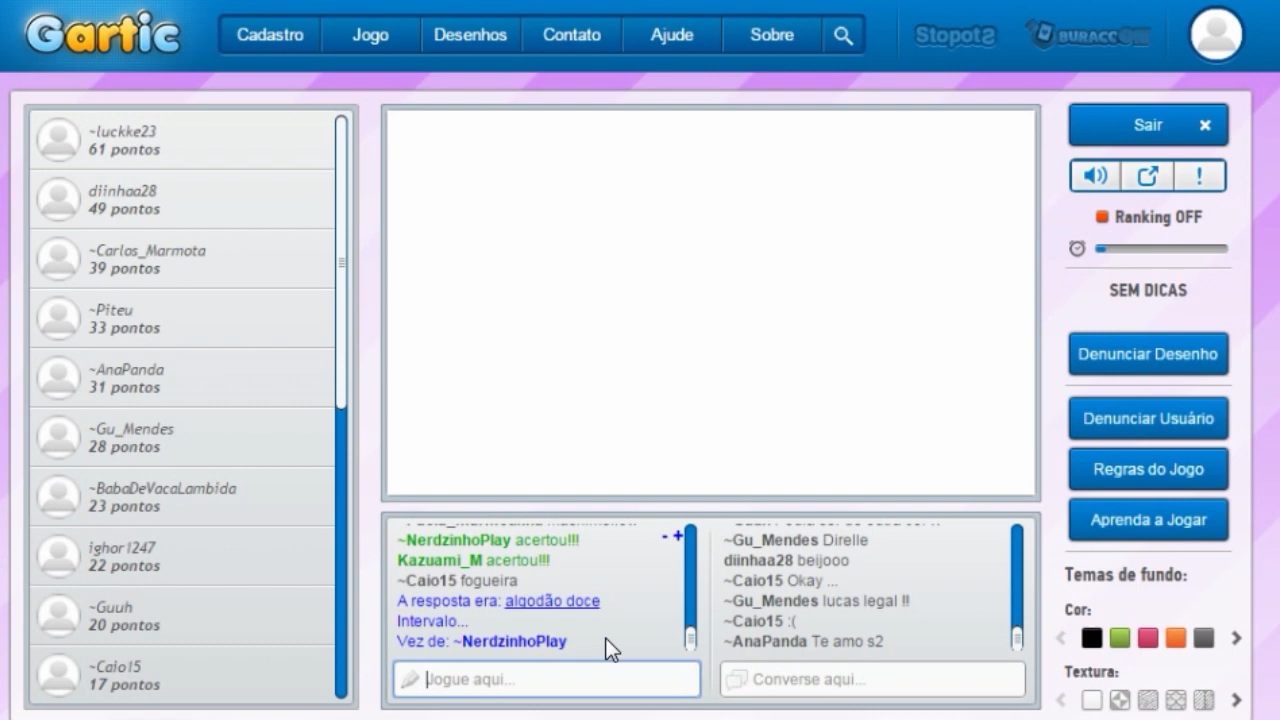 Gartic
Cadastro Jogo Desenhos Contato Ajude Sobre
StopotS
~luckke23
61 pontos
diinhaa28
49 pontos
~Carlos_Marmota
39 pontos
~Piteu
33 pontos
~AnaPanda
31 pontos
~Gu_Mendes
28 pontos
~BabaDeVacaLambida
23 pontos
ighor1247
22 pontos
~Guuh
20 pontos
~Caio15
17 pontos
~NerdzinhoPlay acertou!!!
- +
Kazuami_M acertou!!!
~Caio15 fogueira
A resposta era: algodão doce
Intervalo...
Vez de: ~NerdzinhoPlay
Jogue aqui...
~Gu_Mendes Direlle
diinhaa28 beijooo
~Caio15 Okay ...
~Gu_Mendes lucas legal !!
~Caio15 :(
~AnaPanda Te amo s2
Converse aqui...
Sair ×
!
Ranking OFF
SEM DICAS
Denunciar Desenho
Denunciar Usuário
Regras do Jogo
Aprenda a Jogar
Temas de fundo:
Cor:
Textura: